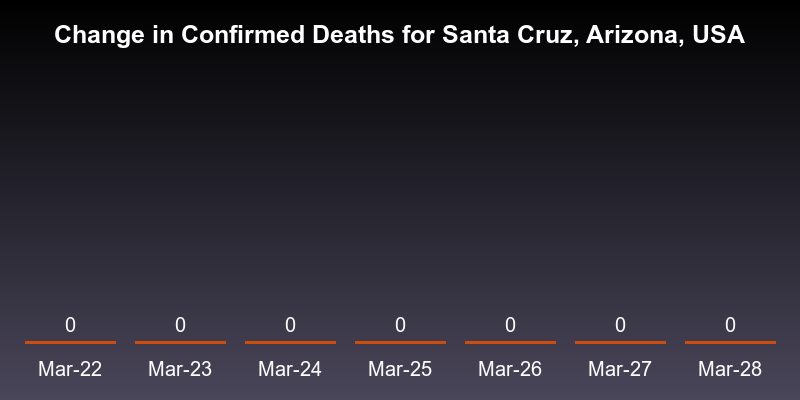 Change in Confirmed Deaths for Santa Cruz, Arizona, USA
0 0 0 0 0 0 0
Mar-22 Mar-23 Mar-24 Mar-25 Mar-26 Mar-27 Mar-28